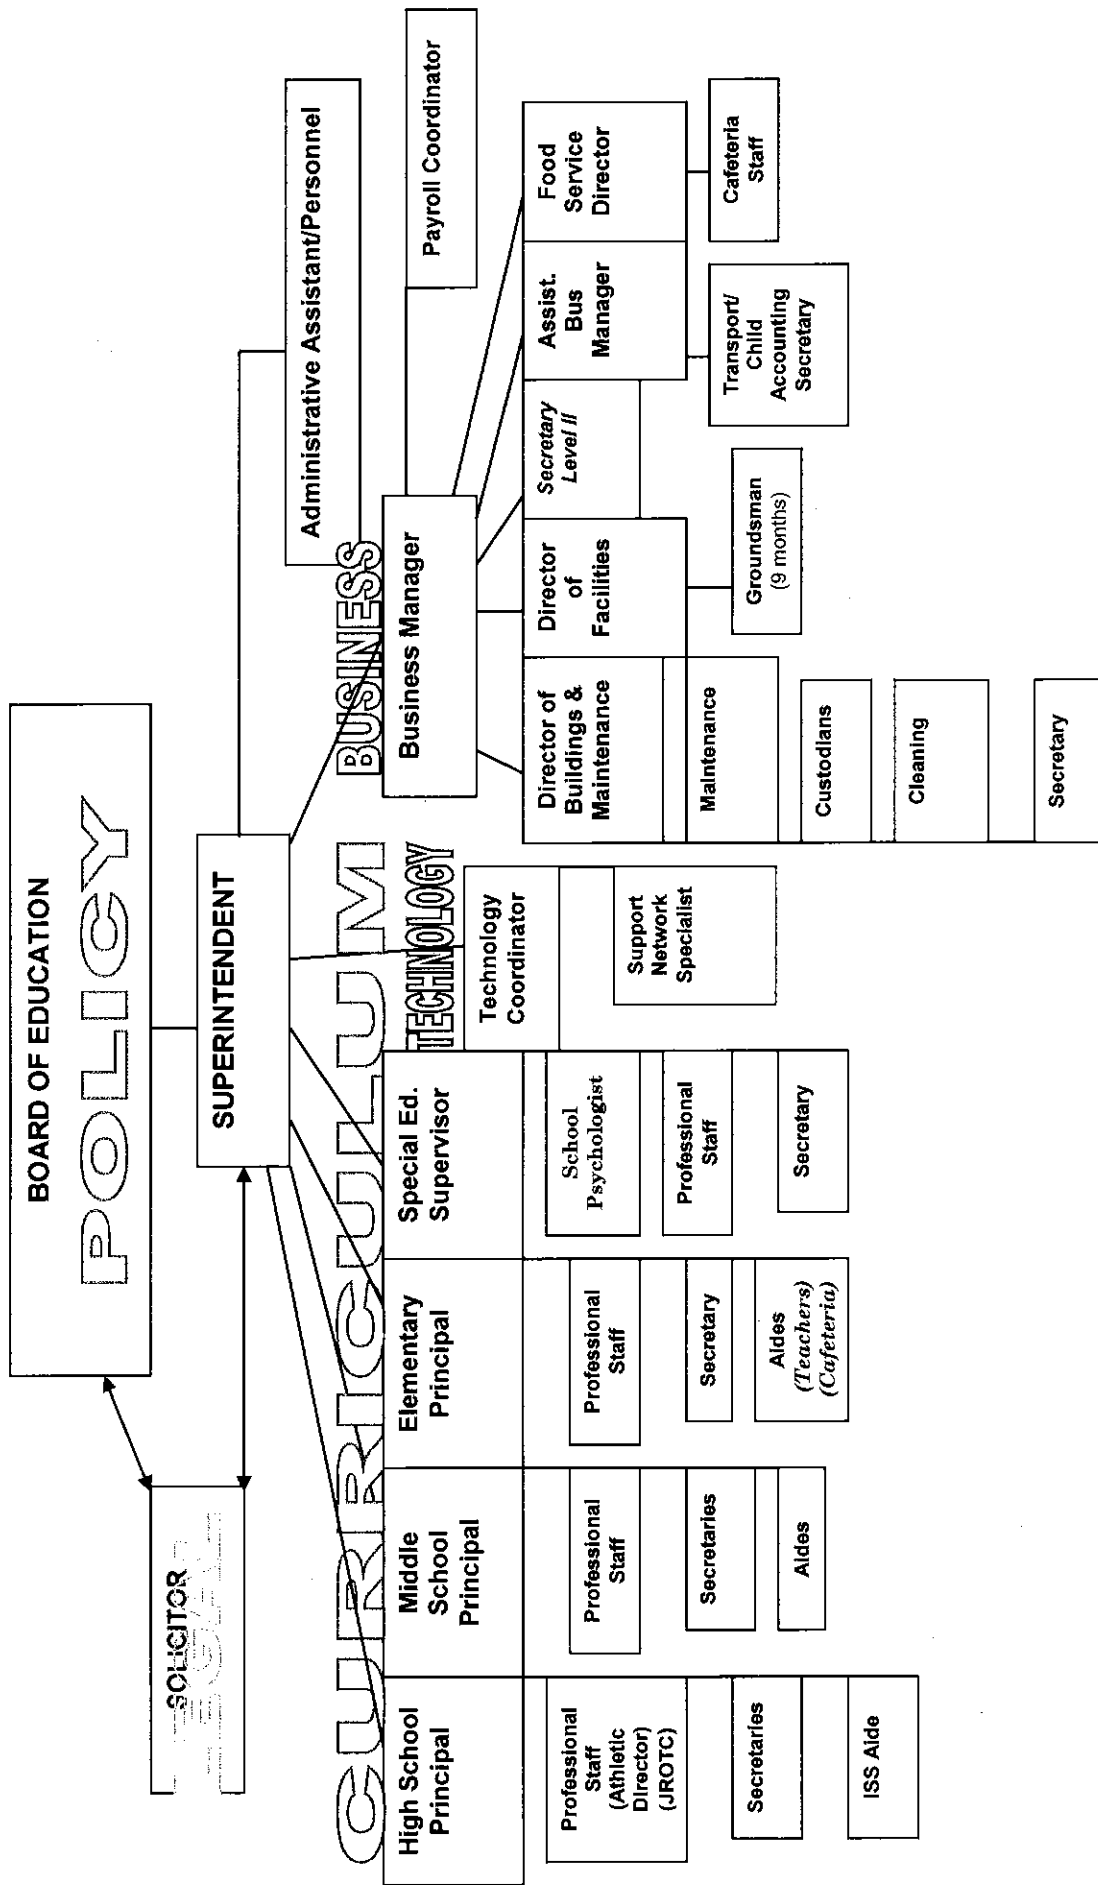 BOARD OF EDUCATION
POLICY
SOLICITOR
LEGAL
SUPERINTENDENT
Administrative Assistant/Personnel
CURRICULUM
TECHNOLOGY
BUSINESS
High School
Principal
Professional
Staff
(Athletic
Director)
(JROTC)
Secretaries
ISS Aide
Middle
School
Principal
Professional
Staff
Secretaries
Aides
Elementary
Principal
Professional
Staff
Secretary
Aides
(Teachers)
(Cafeteria)
Special Ed.
Supervisor
School
Psychologist
Professional
Staff
Secretary
Technology
Coordinator
Support
Network
Specialist
Business Manager
Payroll Coordinator
Director of
Buildings &
Maintenance
Maintenance
Custodians
Cleaning
Secretary
Director
of
Facilities
Groundsman
(9 months)
Secretary
Level II
Assist.
Bus
Manager
Transport/
Child
Accounting
Secretary
Food
Service
Director
Cafeteria
Staff